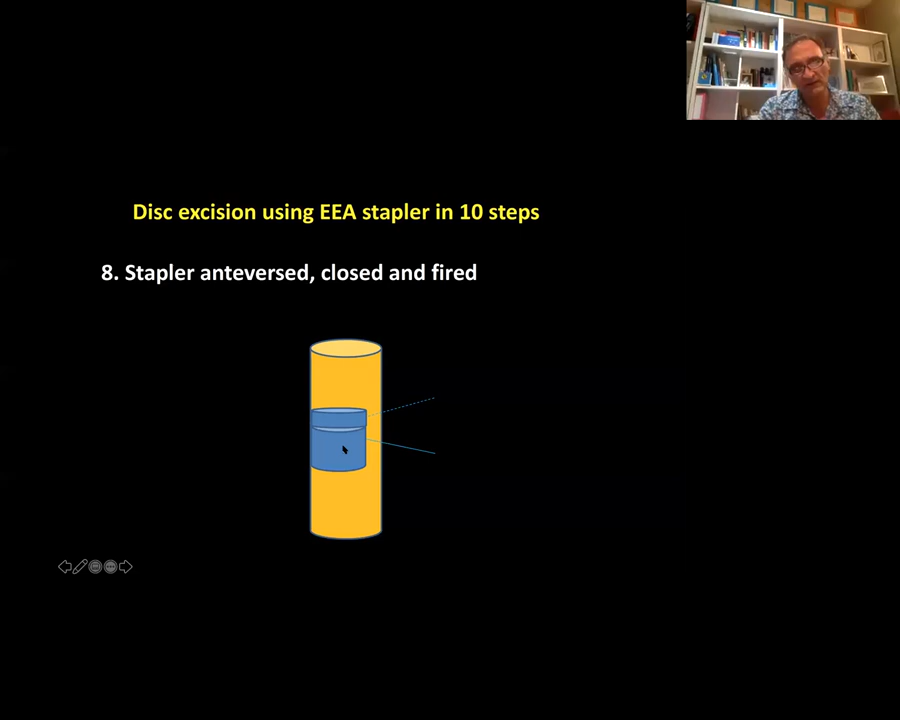 Disc excision using EEA stapler in 10 steps
8. Stapler anteversed, closed and fired